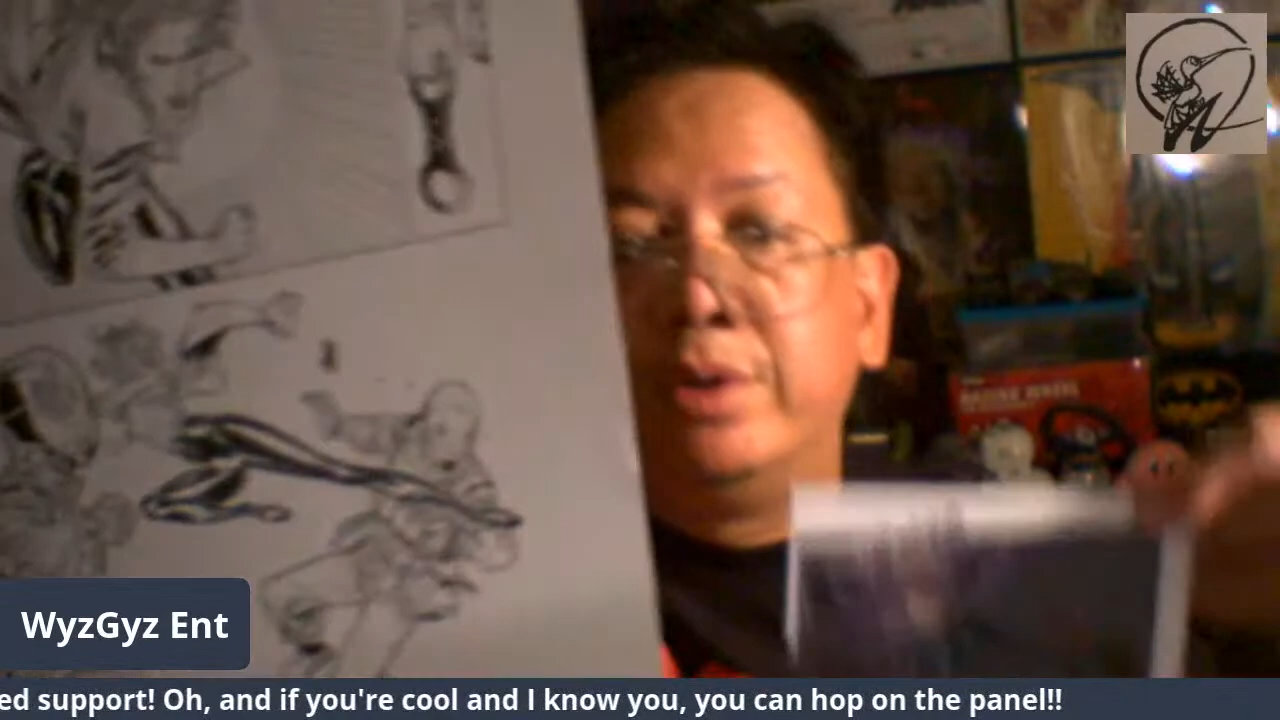 WyzGyz Ent
ed support! Oh, and if you're cool and I know you, you can hop on the panel!!